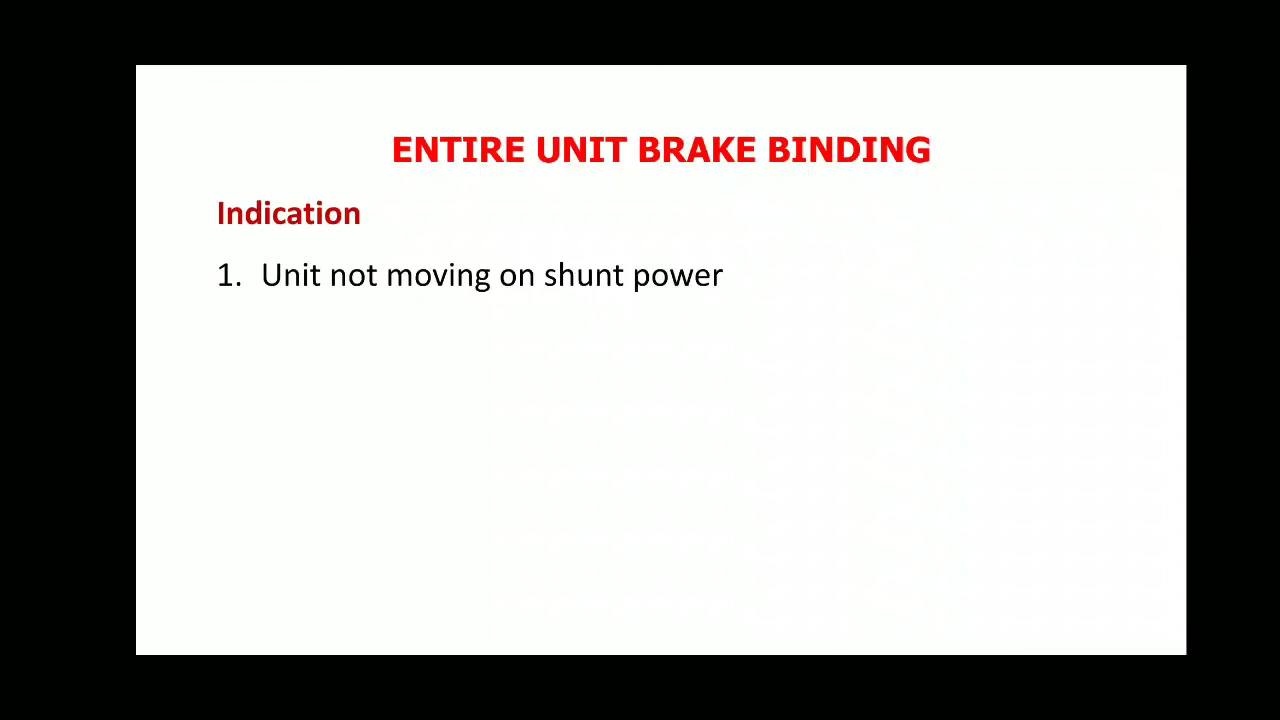 ENTIRE UNIT BRAKE BINDING
Indication
1. Unit not moving on shunt power